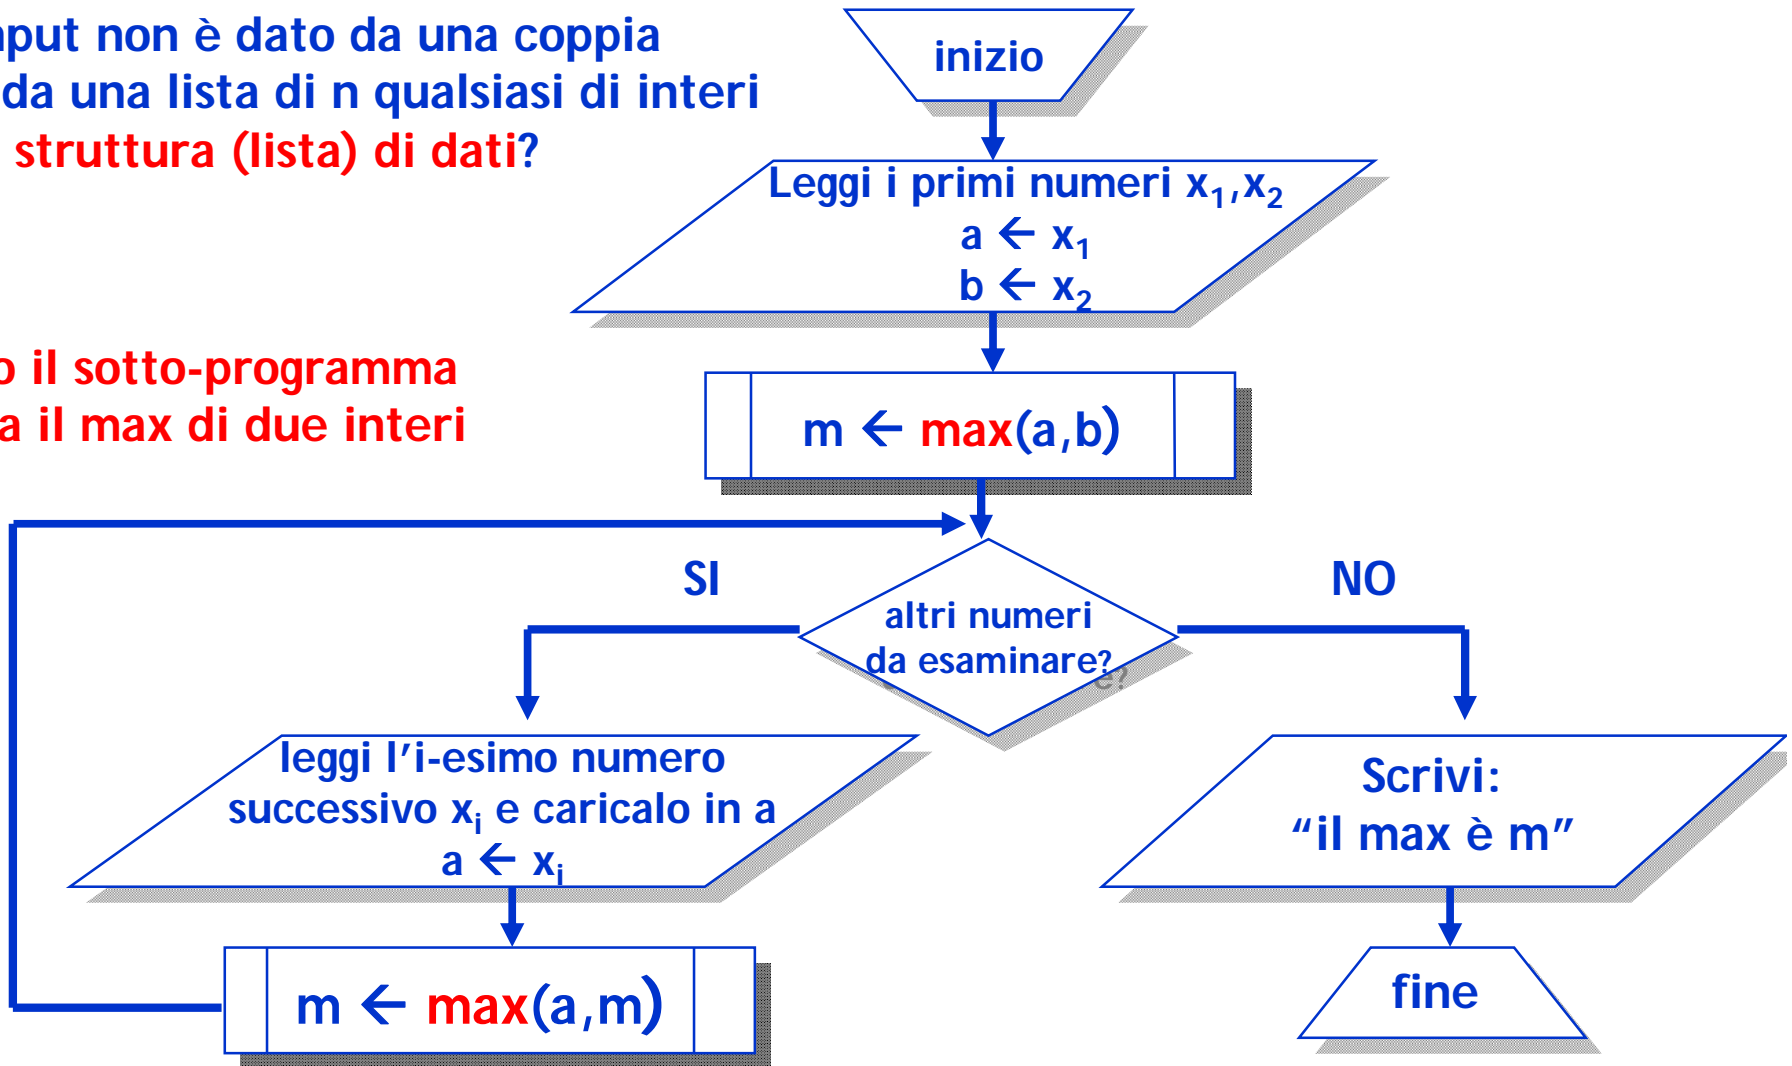 nput non è dato da una coppia
da una lista di n qualsiasi di interi
struttura (lista) di dati?
o il sotto-programma
a il max di due interi
inizio
Leggi i primi numeri x₁,x₂
a ← x₁
b ← x₂
m ← max(a,b)
SI
NO
altri numeri
da esaminare?
leggi l’i-esimo numero
successivo xᵢ e caricalo in a
a ← xᵢ
m ← max(a,m)
Scrivi:
“il max è m”
fine